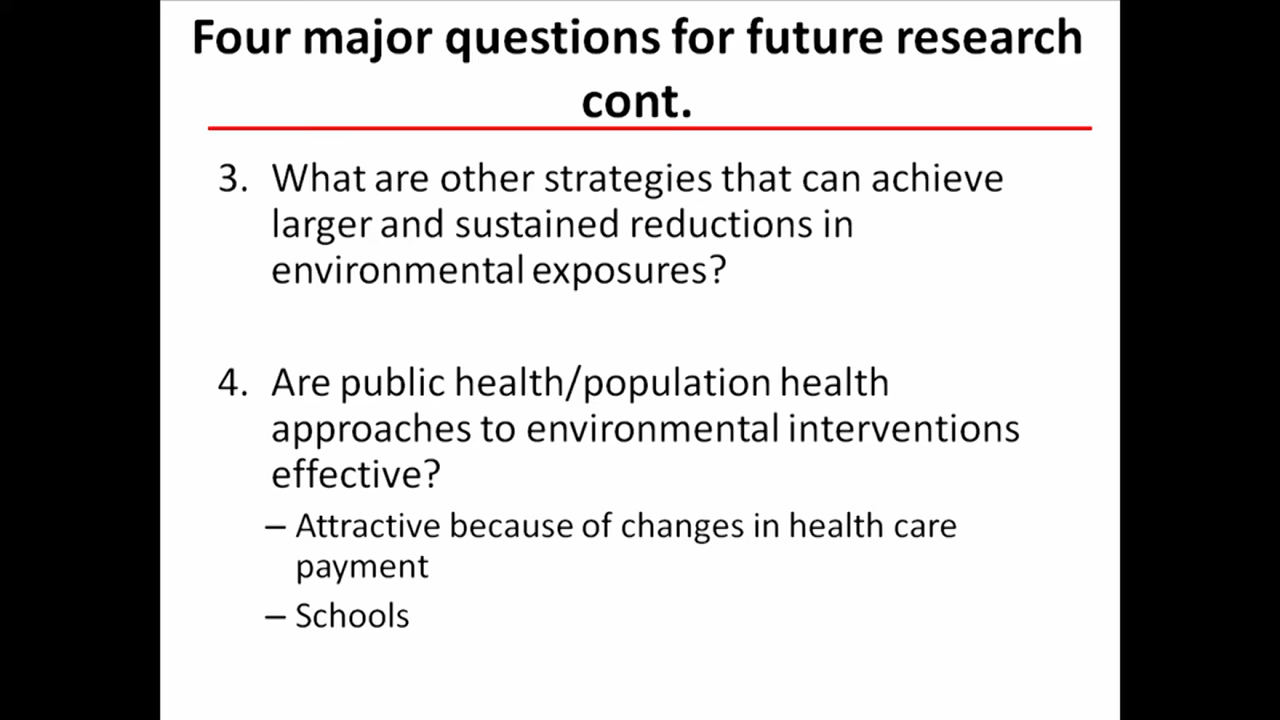 Four major questions for future research
cont.
3. What are other strategies that can achieve
larger and sustained reductions in
environmental exposures?
4. Are public health/population health
approaches to environmental interventions
effective?
– Attractive because of changes in health care
payment
– Schools